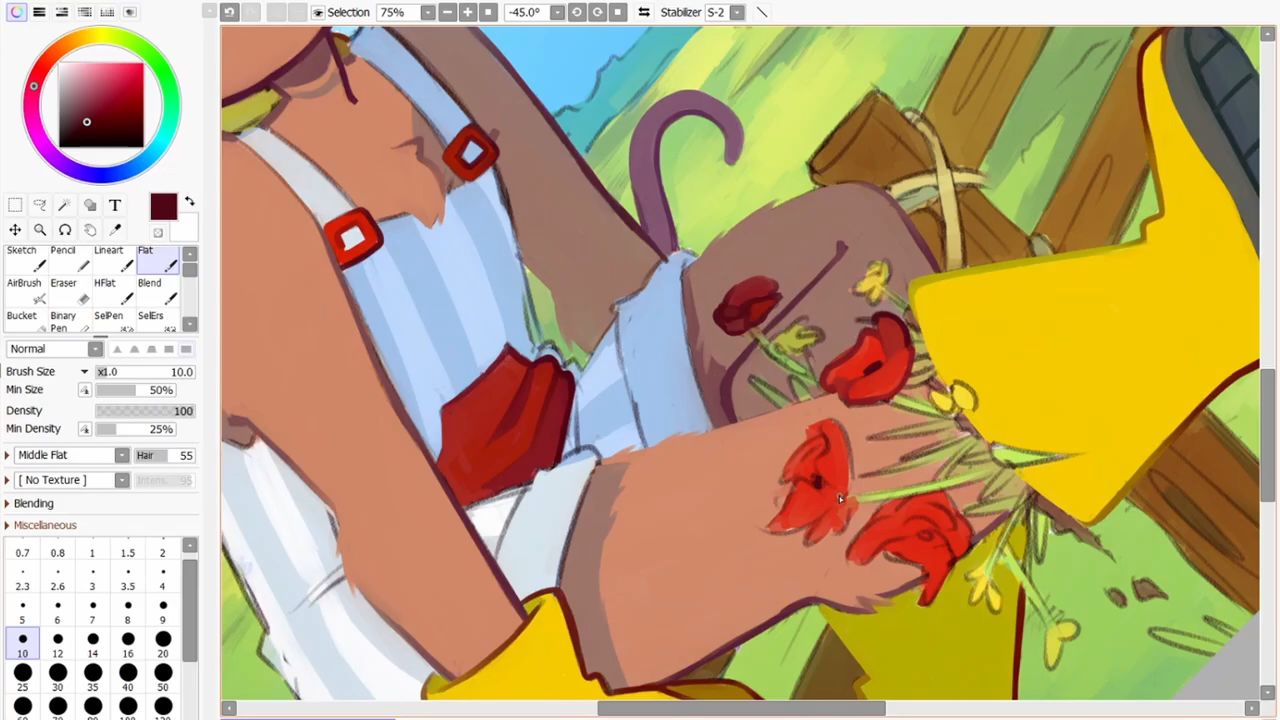 Selection 75% -45.0° Stabilizer S-2
T
Sketch Pencil Lineart Flat
AirBrush Eraser HFlat Blend
Bucket Binary Pen SelPen SelErs
Normal
Brush Size x1.0 10.0
Min Size 50%
Density 100
Min Density 25%
Middle Flat Hair 55
[ No Texture ] Intens. 95
Blending
Miscellaneous
0.7 0.8 1 1.5 2
2.3 2.6 3 3.5 4
5 6 7 8 9
10 12 14 16 20
25 30 35 40 50